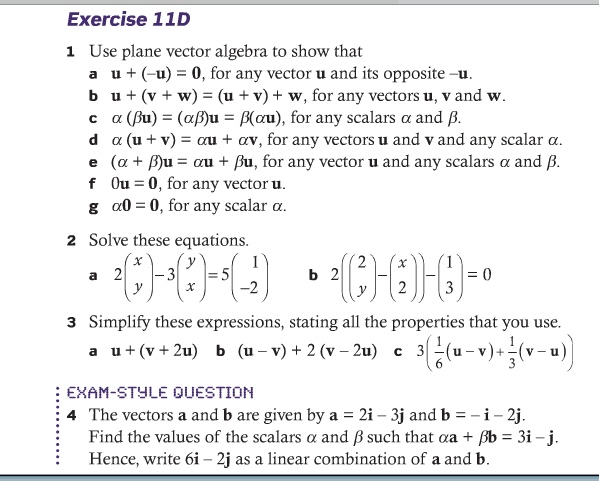 Exercise 11D
1 Use plane vector algebra to show that
a u + (–u) = 0, for any vector u and its opposite –u.
b u + (v + w) = (u + v) + w, for any vectors u, v and w.
c α (βu) = (αβ)u = β(αu), for any scalars α and β.
d α (u + v) = αu + αv, for any vectors u and v and any scalar α.
e (α + β)u = αu + βu, for any vector u and any scalars α and β.
f 0u = 0, for any vector u.
g α0 = 0, for any scalar α.
2 Solve these equations.
a 2(x y) – 3(y x) = 5(1 –2) b 2((2 y) – (x 2)) – (1 3) = 0
3 Simplify these expressions, stating all the properties that you use.
a u + (v + 2u) b (u – v) + 2 (v – 2u) c 3(1/6(u – v) + 1/3(v – u))
EXAM-STYLE QUESTION
4 The vectors a and b are given by a = 2i – 3j and b = – i – 2j.
Find the values of the scalars α and β such that αa + βb = 3i – j.
Hence, write 6i – 2j as a linear combination of a and b.